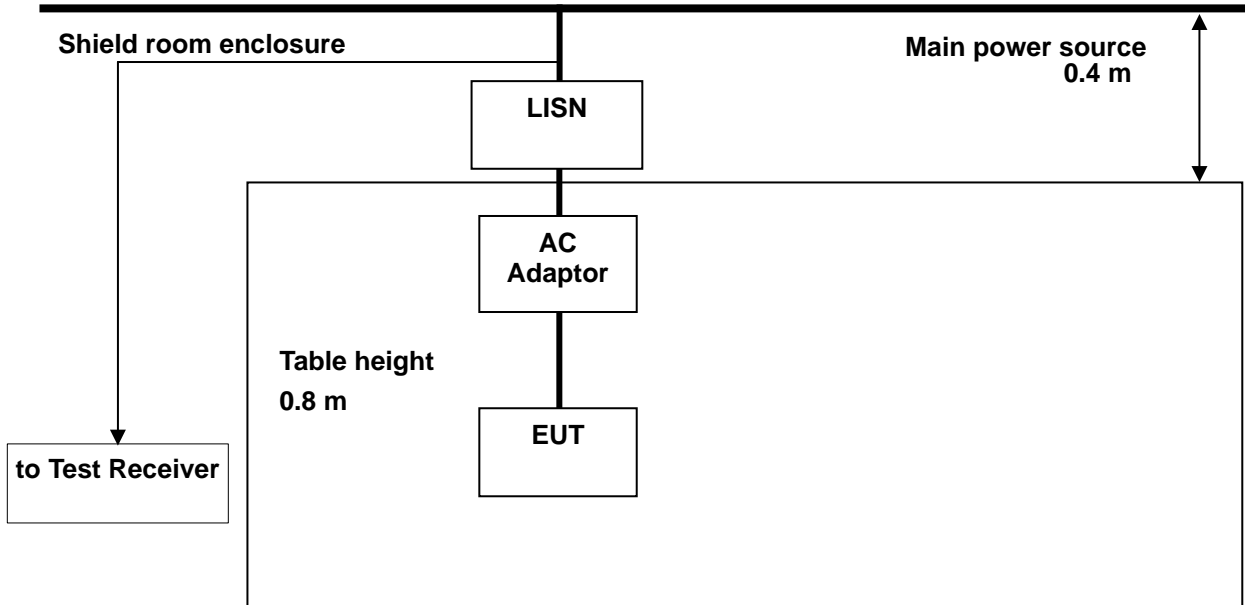 Shield room enclosure
Main power source
0.4 m
LISN
AC
Adaptor
Table height
0.8 m
EUT
to Test Receiver